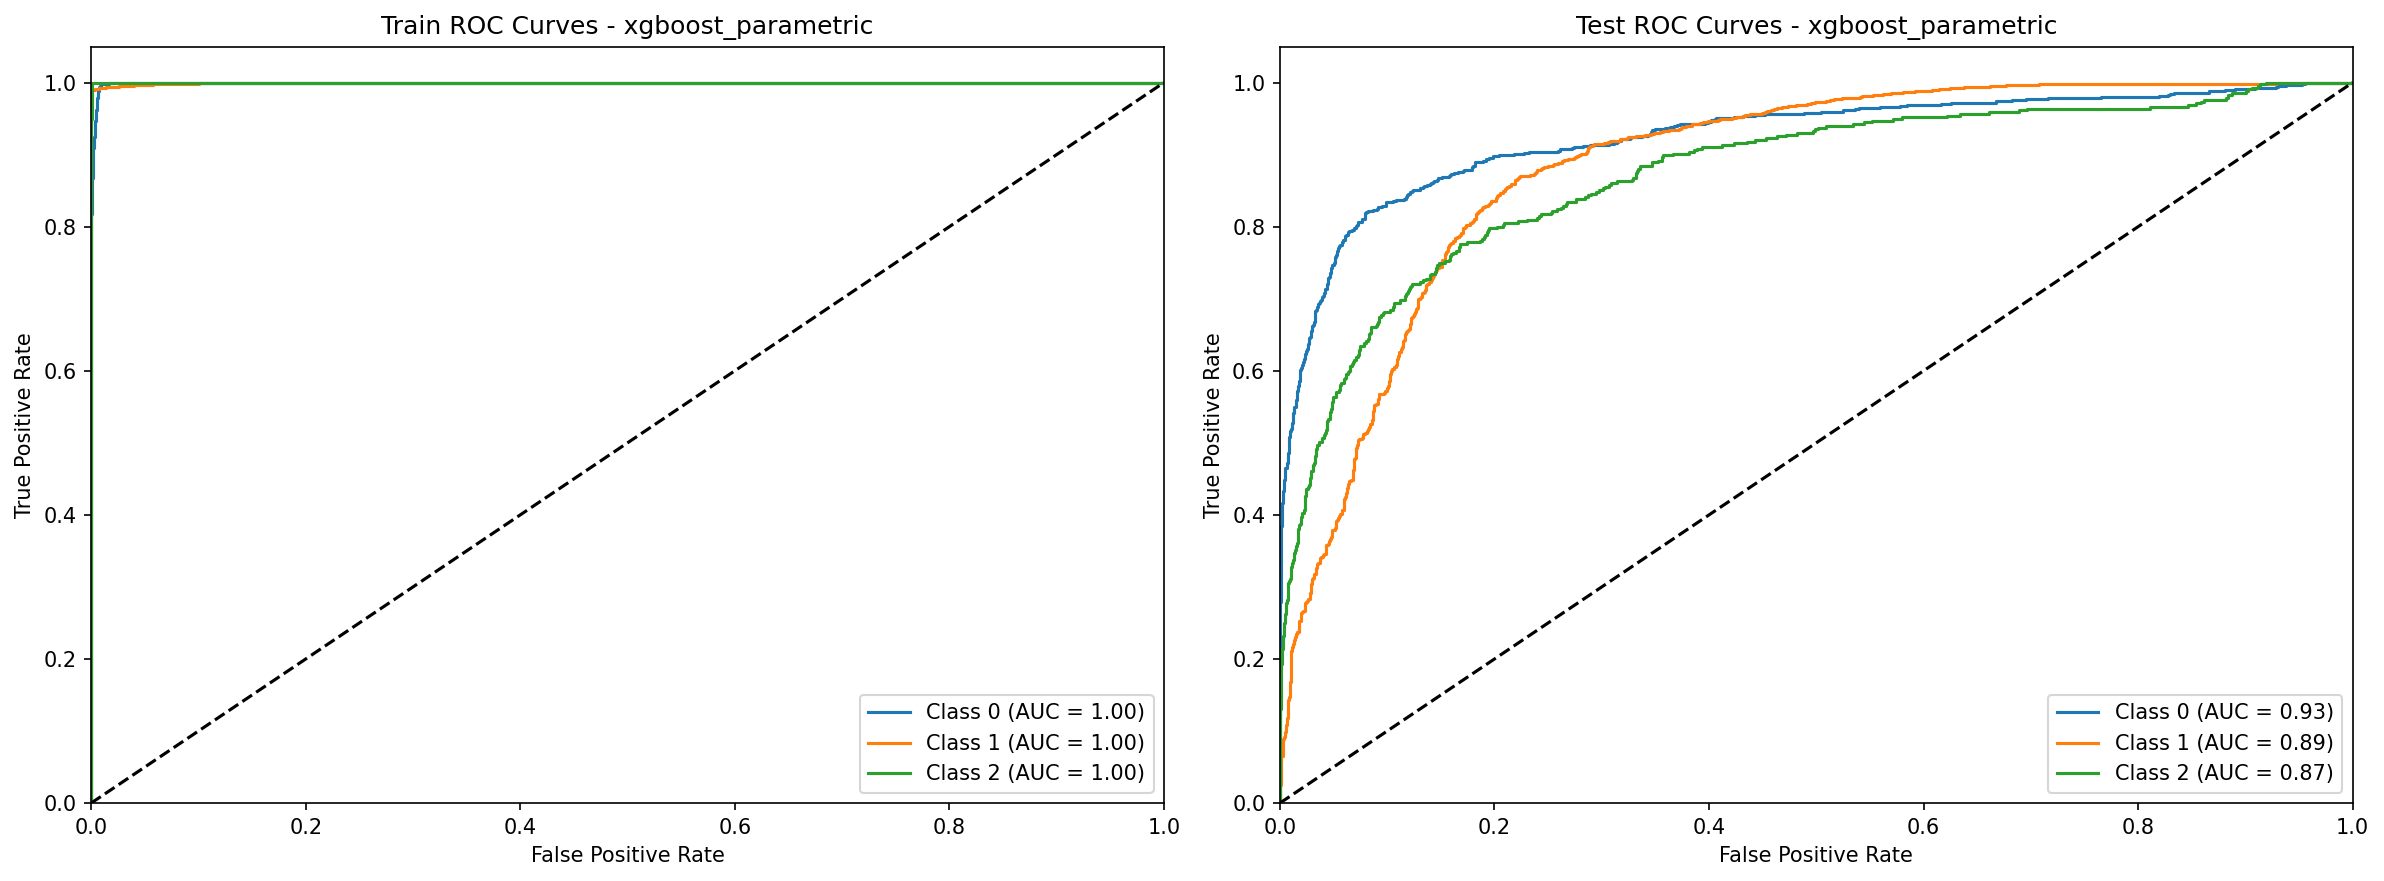 Train ROC Curves - xgboost_parametric
True Positive Rate
1.0
0.8
0.6
0.4
0.2
0.0
0.0 0.2 0.4 0.6 0.8 1.0
False Positive Rate
Class 0 (AUC = 1.00)
Class 1 (AUC = 1.00)
Class 2 (AUC = 1.00)
Test ROC Curves - xgboost_parametric
True Positive Rate
1.0
0.8
0.6
0.4
0.2
0.0
0.0 0.2 0.4 0.6 0.8 1.0
False Positive Rate
Class 0 (AUC = 0.93)
Class 1 (AUC = 0.89)
Class 2 (AUC = 0.87)